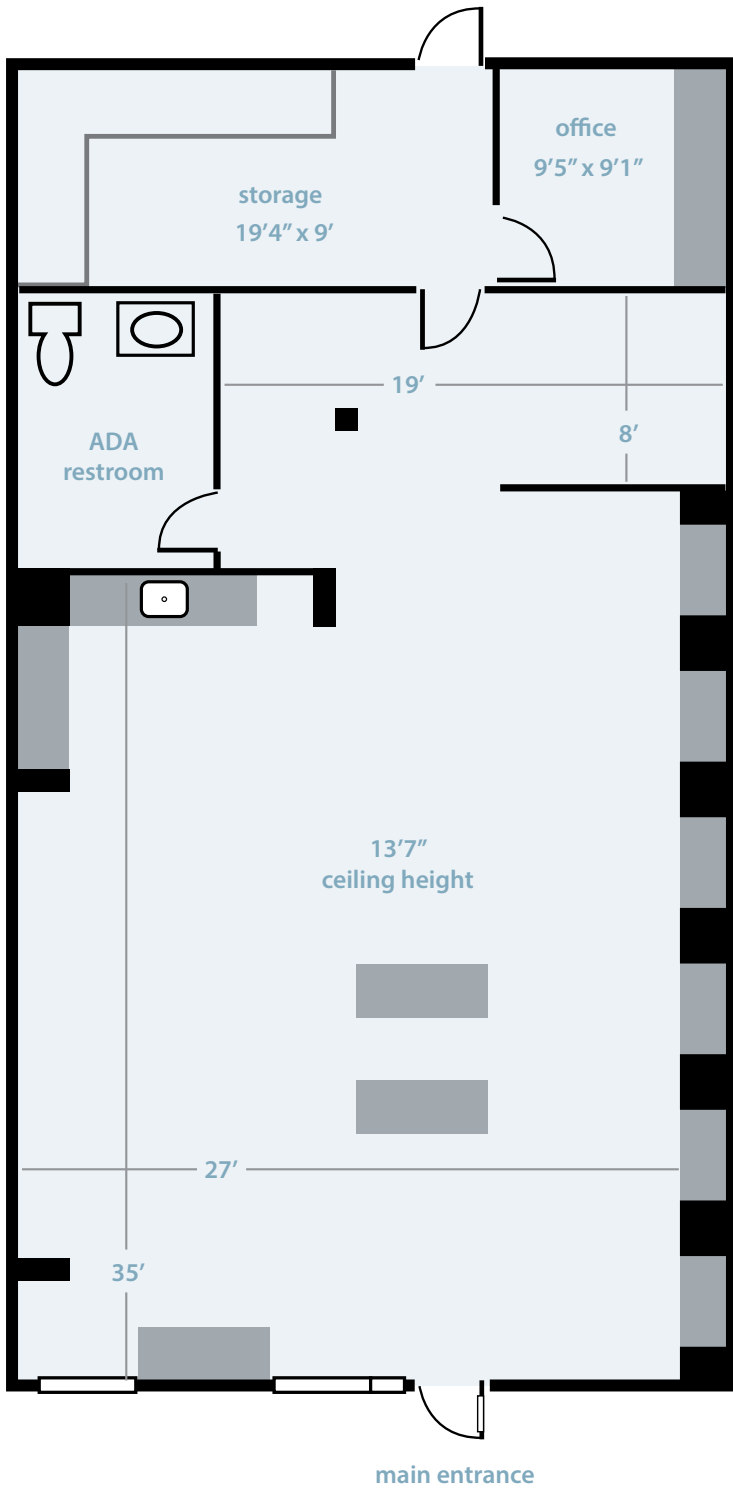 office
9’5” x 9’1”
storage
19’4” x 9’
19’
8’
ADA
restroom
13’7”
ceiling height
27’
35’
main entrance